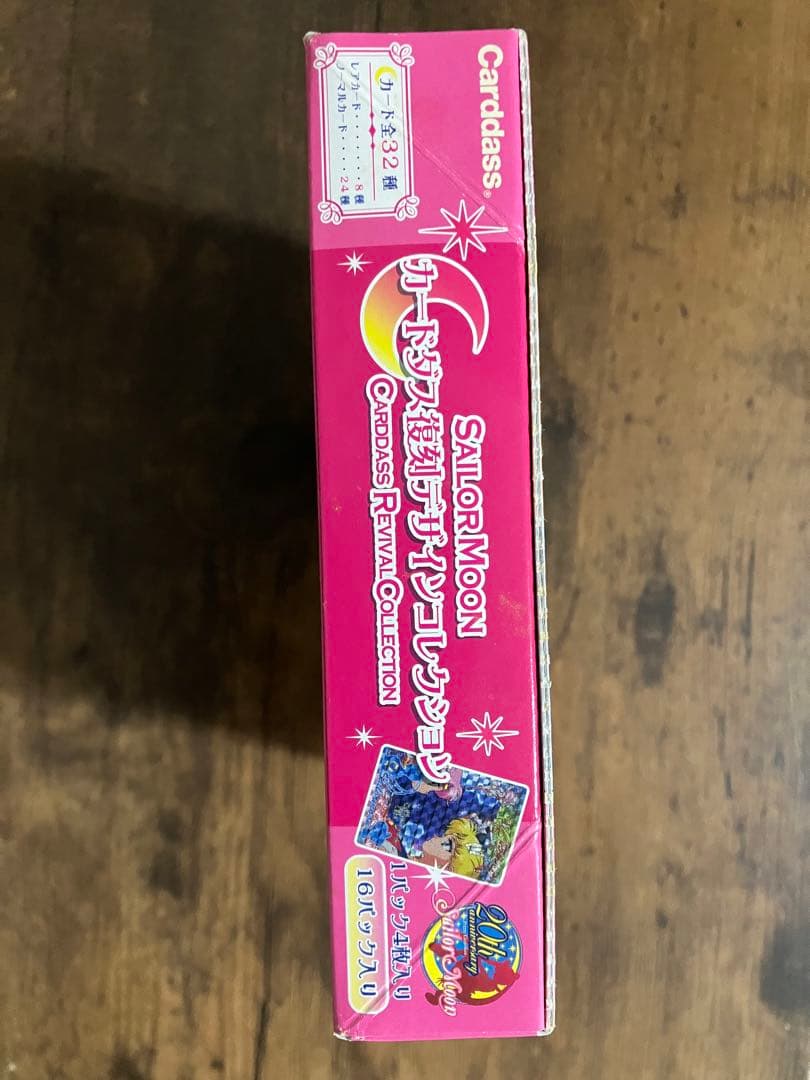 Carddass®
カード全32種
レアカード・・・・・・・8種
ノーマルカード・・・・・24種
SAILOR MOON
カードダス復刻デザインコレクション
CARDDASS REVIVAL COLLECTION
20th
anniversary
Sailor Moon
1パック4枚入り
16パック入り